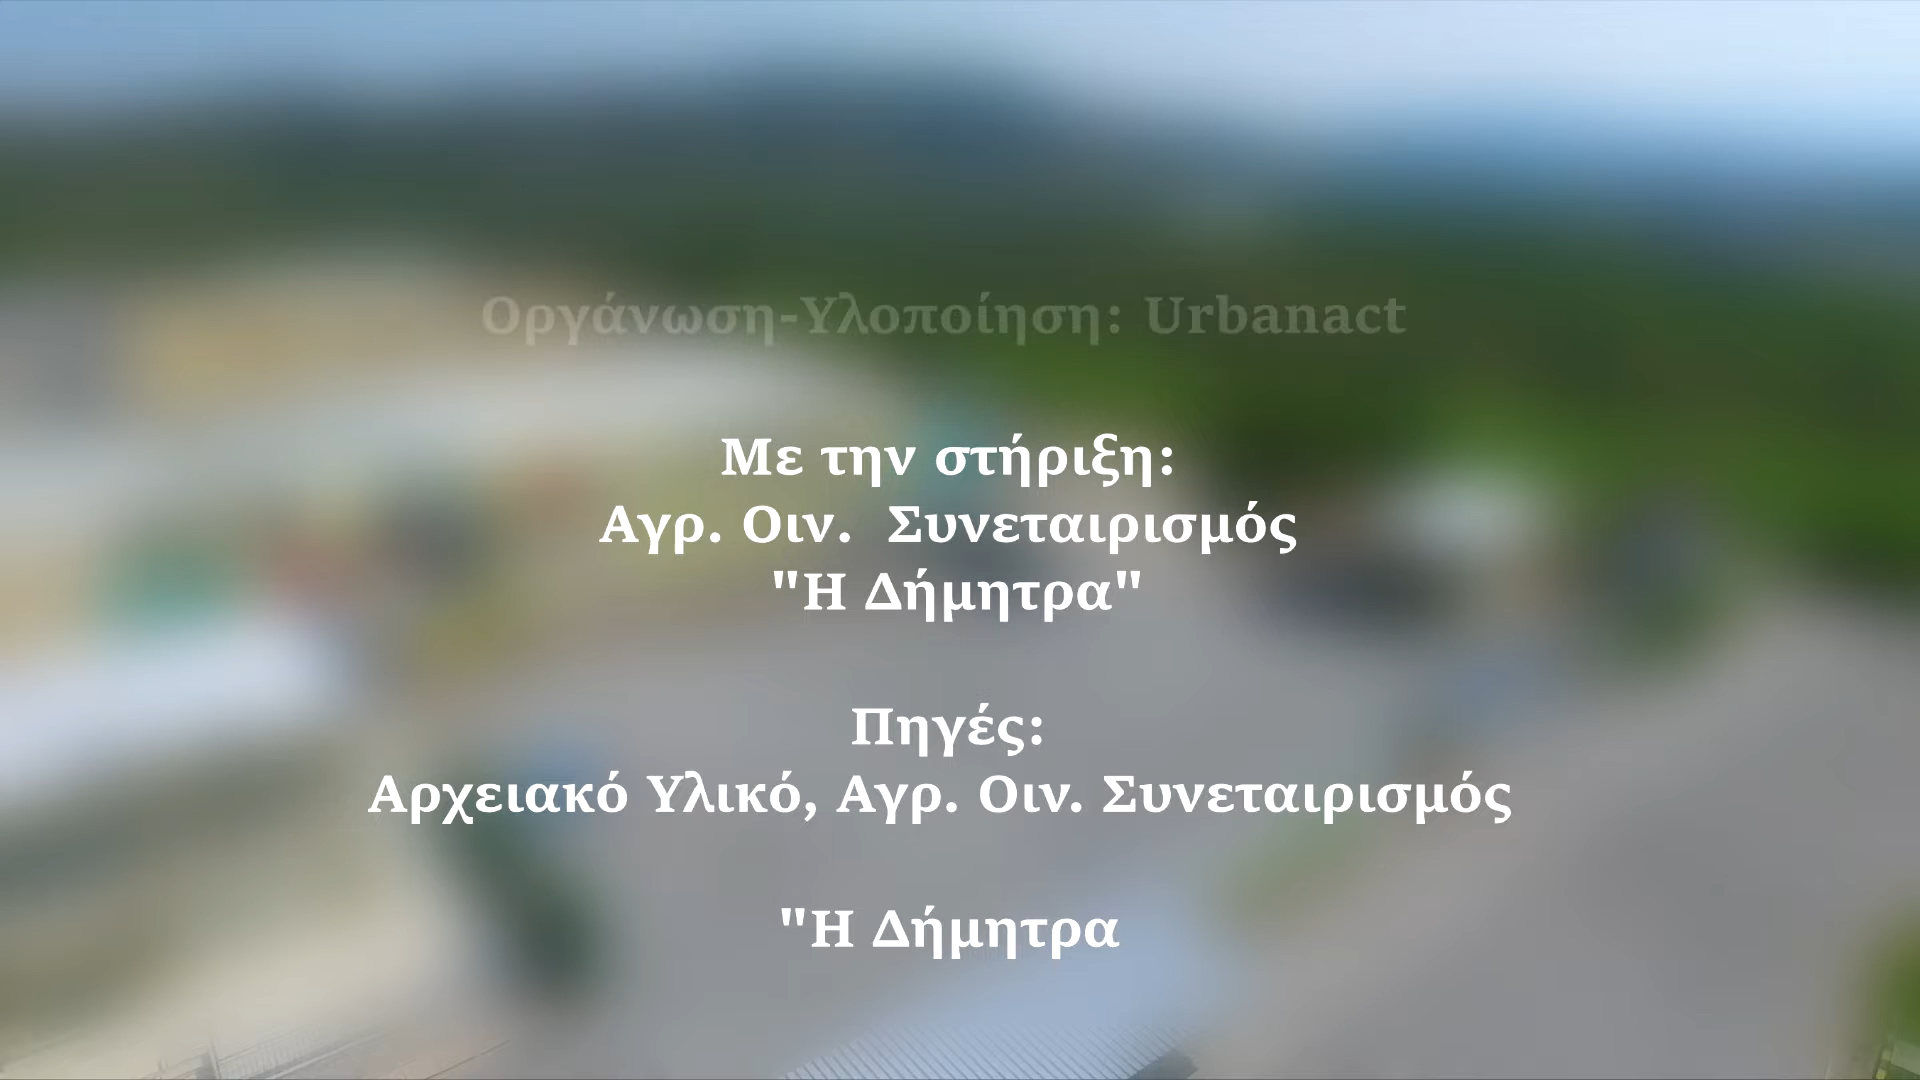 Οργάνωση-Υλοποίηση: Urbanact
Με την στήριξη:
Αγρ. Οιν.  Συνεταιρισμός
"Η Δήμητρα"
Πηγές:
Αρχειακό Υλικό, Αγρ. Οιν. Συνεταιρισμός
"Η Δήμητρα